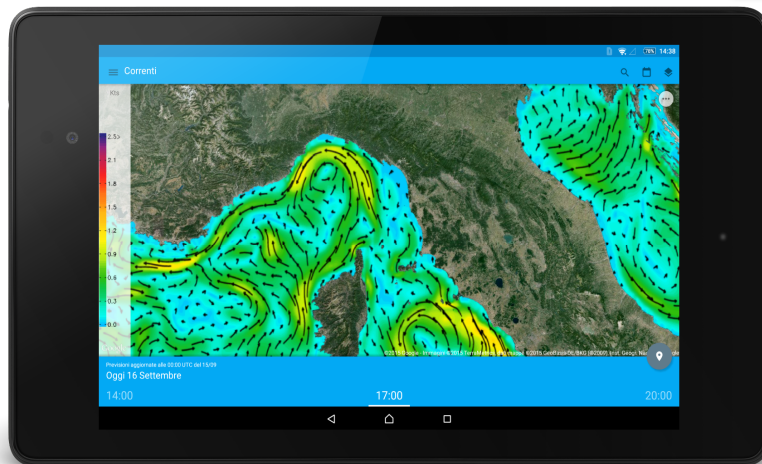 70% 14:38
Correnti
Kts
2.5>
2.1
1.8
1.5
1.2
0.9
0.6
0.3
0.0
Previsioni aggiornate alle 00:00 UTC del 15/09
Oggi 16 Settembre
14:00 17:00 20:00